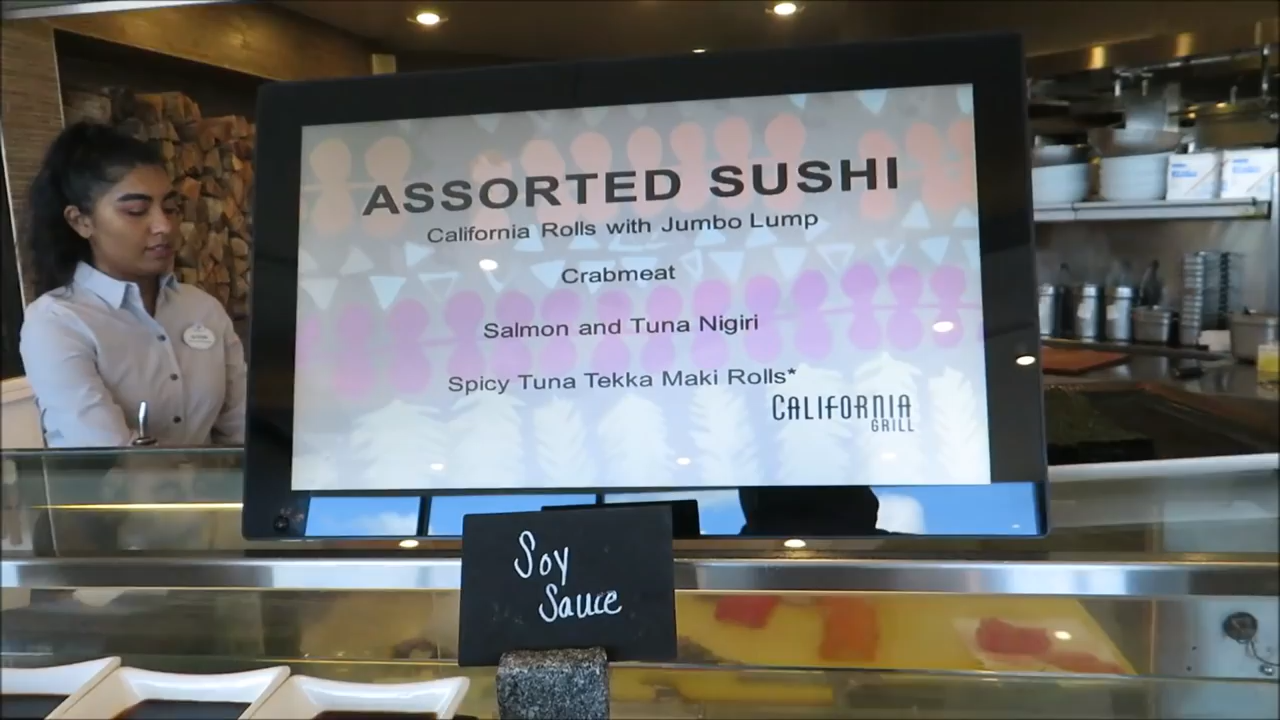 ASSORTED SUSHI
California Rolls with Jumbo Lump
Crabmeat
Salmon and Tuna Nigiri
Spicy Tuna Tekka Maki Rolls*
CALIFORNIA
GRILL
Soy
Sauce